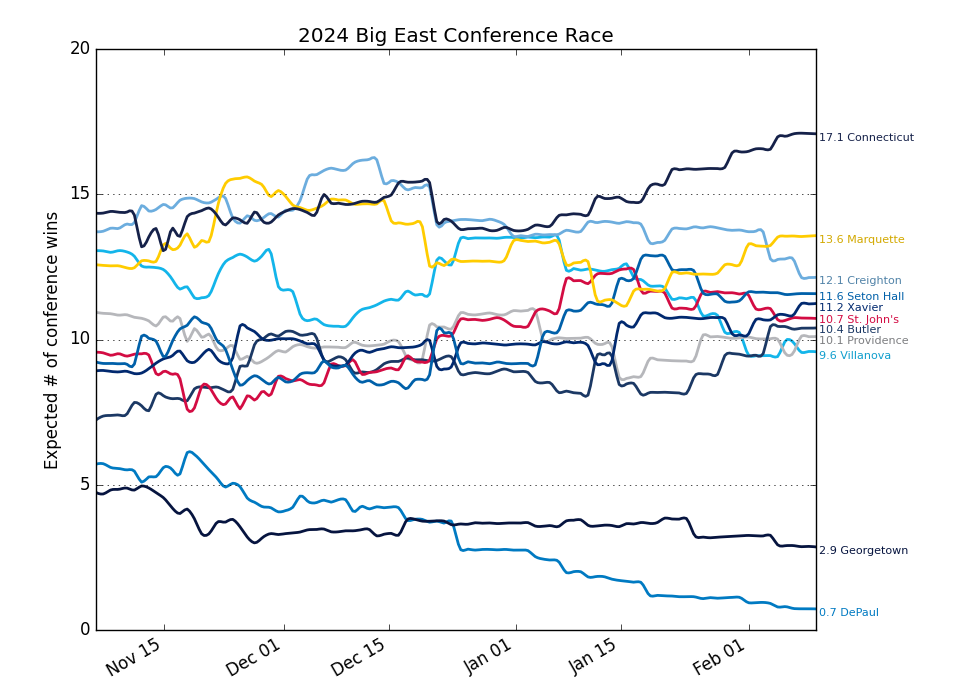 2024 Big East Conference Race
Expected # of conference wins
20
15
10
5
0
Nov 15
Dec 01
Dec 15
Jan 01
Jan 15
Feb 01
17.1 Connecticut
13.6 Marquette
12.1 Creighton
11.6 Seton Hall
11.2 Xavier
10.7 St. John's
10.4 Butler
10.1 Providence
9.6 Villanova
2.9 Georgetown
0.7 DePaul